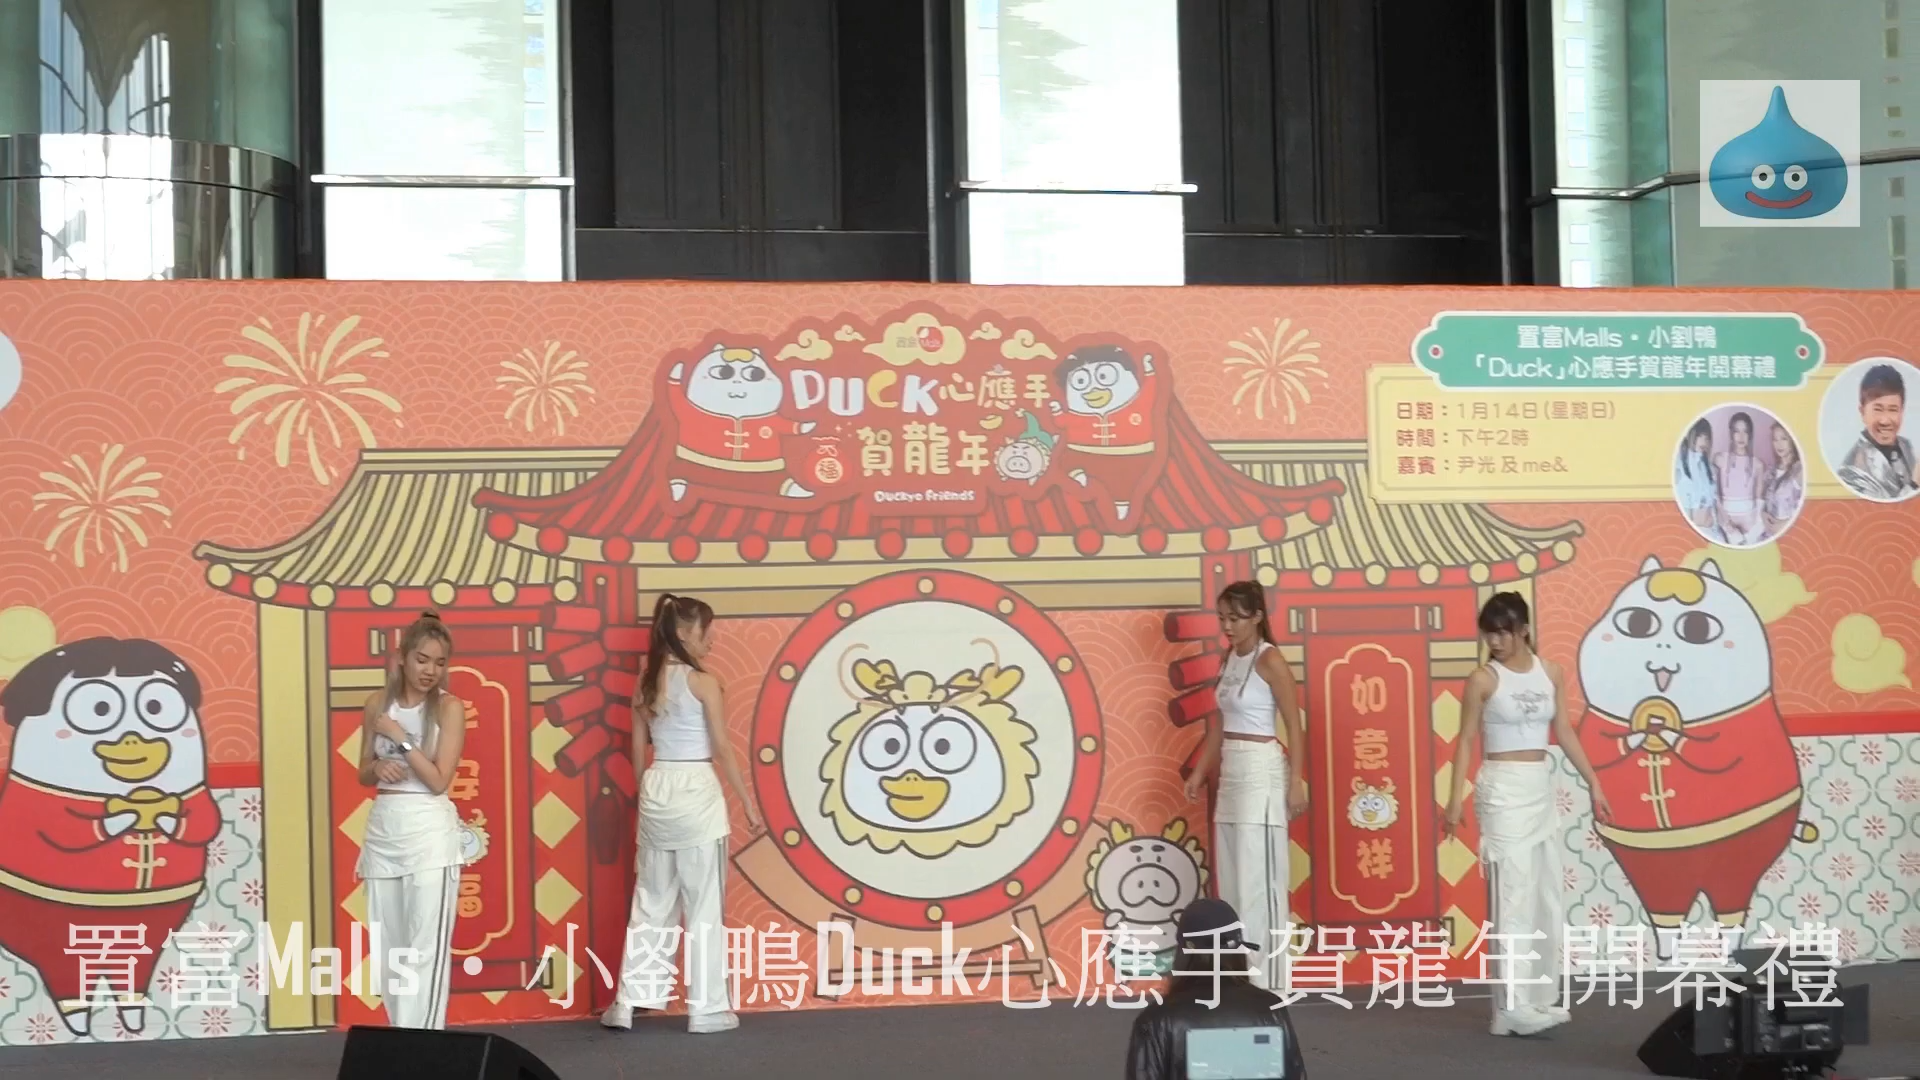 置富Malls
DUCK心應手
賀龍年
福
Duckyo Friends
置富Malls・小劉鴨
「Duck」心應手賀龍年開幕禮
日期：1月14日(星期日)
時間：下午2時
嘉賓：尹光及me&
安
福
如
意
祥
置富Malls・小劉鴨Duck心應手賀龍年開幕禮